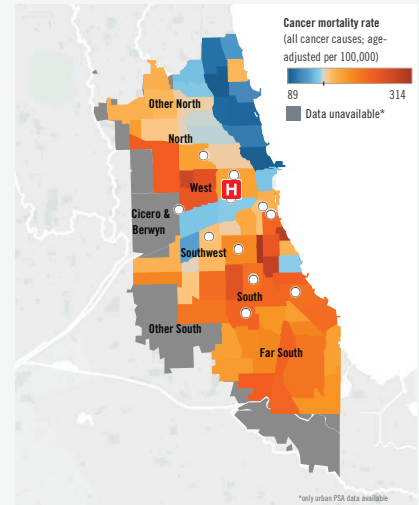 Cancer mortality rate
(all cancer causes; age-
adjusted per 100,000)
89 314
Data unavailable*
Other North
North
West
H
Cicero &
Berwyn
Southwest
South
Other South
Far South
*only urban PSA data available